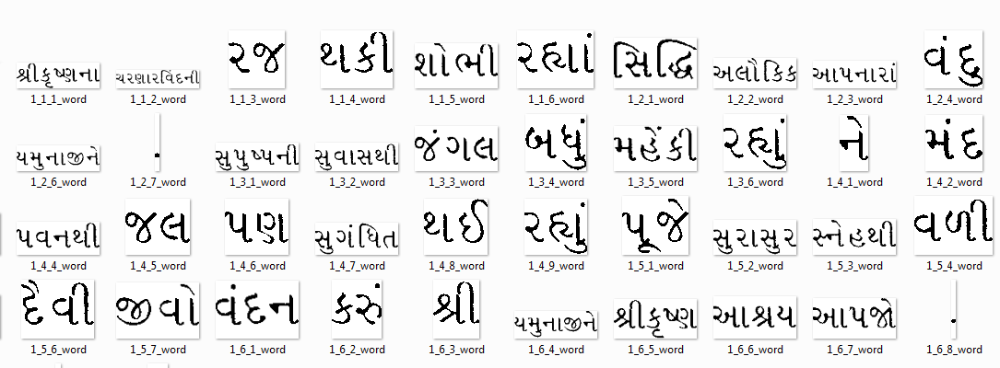 શ્રીકૃષ્ણના ચરણારવિંદની રજ થકી શોભી રહ્યાં સિદ્ધિ અલૌકિક આપનારાં વંદુ
1_1_1_word 1_1_2_word 1_1_3_word 1_1_4_word 1_1_5_word 1_1_6_word 1_2_1_word 1_2_2_word 1_2_3_word 1_2_4_word
યમુનાજીને . સુપુષ્પની સુવાસથી જંગલ બધું મહેંકી રહ્યું ને મંદ
1_2_6_word 1_2_7_word 1_3_1_word 1_3_2_word 1_3_3_word 1_3_4_word 1_3_5_word 1_3_6_word 1_4_1_word 1_4_2_word
પવનથી જલ પણ સુગંધિત થઈ રહ્યું પૂજે સુરાસુર સ્નેહથી વળી
1_4_4_word 1_4_5_word 1_4_6_word 1_4_7_word 1_4_8_word 1_4_9_word 1_5_1_word 1_5_2_word 1_5_3_word 1_5_4_word
દૈવી જીવો વંદન કરું શ્રી યમુનાજીને શ્રીકૃષ્ણ આશ્રય આપજો .
1_5_6_word 1_5_7_word 1_6_1_word 1_6_2_word 1_6_3_word 1_6_4_word 1_6_5_word 1_6_6_word 1_6_7_word 1_6_8_word